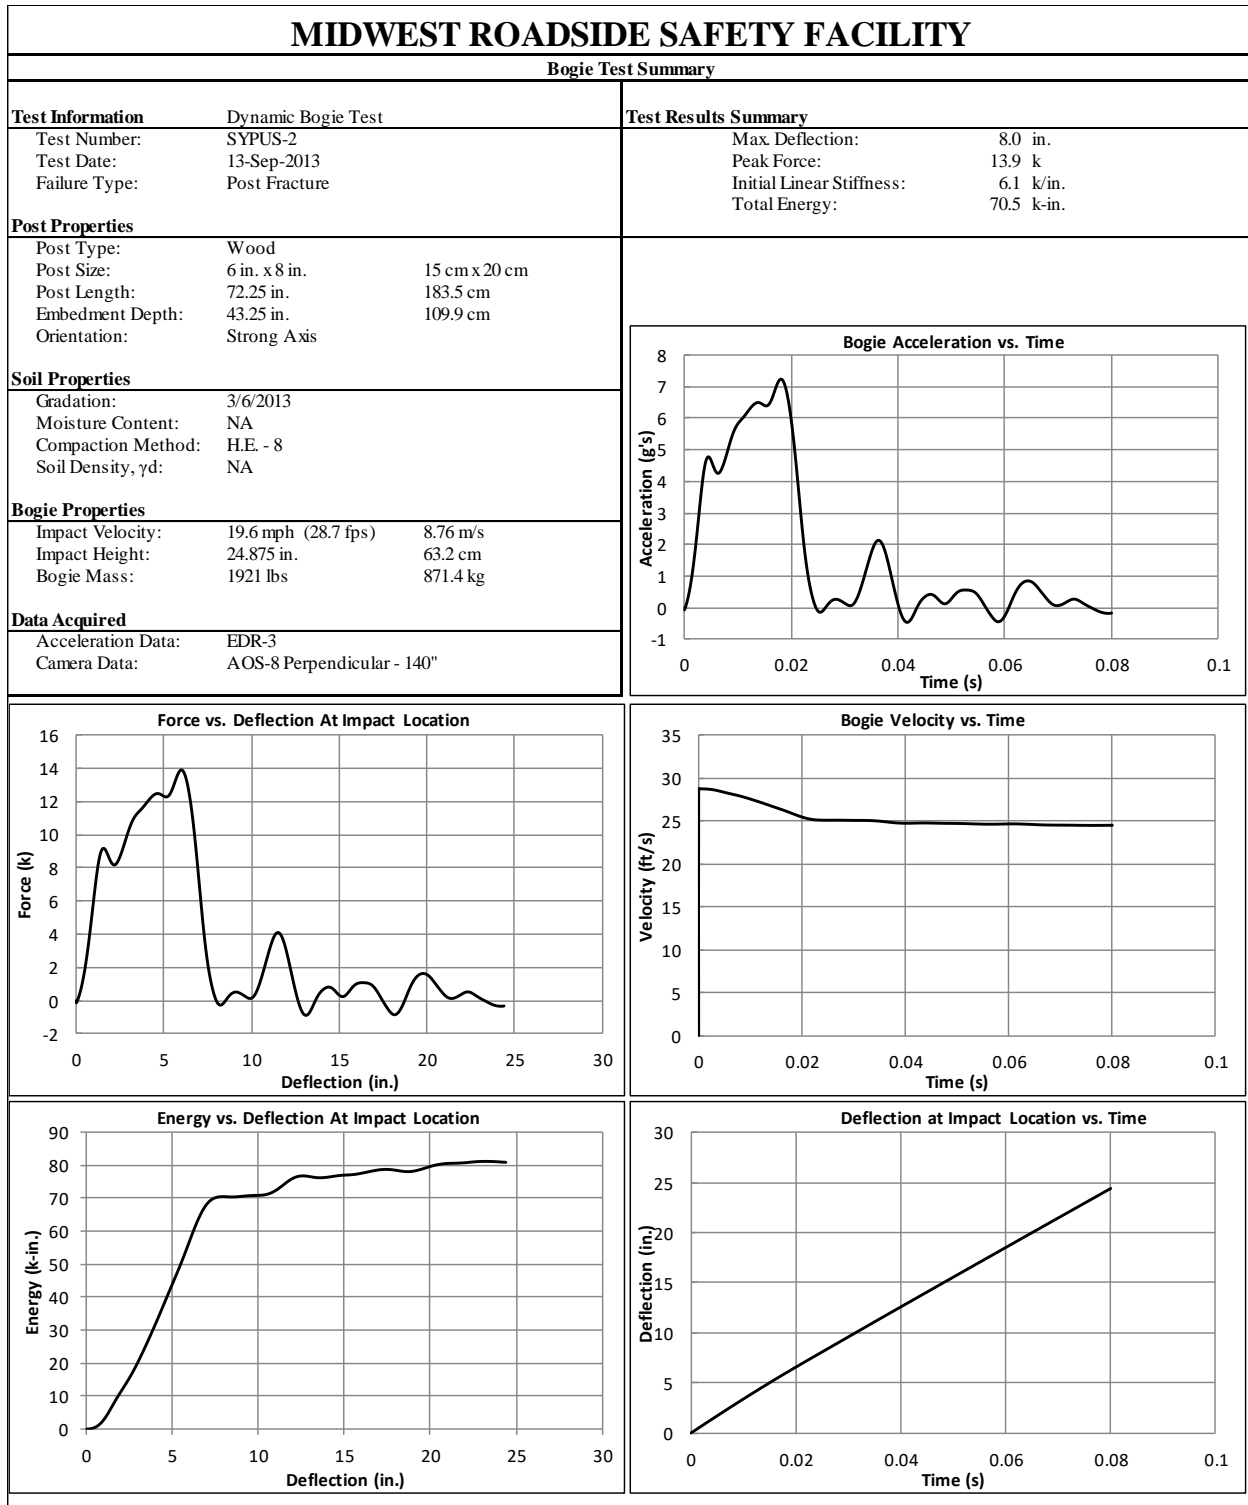 MIDWEST ROADSIDE SAFETY FACILITY
Bogie Test Summary
Test Information Dynamic Bogie Test
Test Number: SYPUS-2
Test Date: 13-Sep-2013
Failure Type: Post Fracture
Post Properties
Post Type: Wood
Post Size: 6 in. x 8 in. 15 cm x 20 cm
Post Length: 72.25 in. 183.5 cm
Embedment Depth: 43.25 in. 109.9 cm
Orientation: Strong Axis
Soil Properties
Gradation: 3/6/2013
Moisture Content: NA
Compaction Method: H.E. - 8
Soil Density, γd: NA
Bogie Properties
Impact Velocity: 19.6 mph (28.7 fps) 8.76 m/s
Impact Height: 24.875 in. 63.2 cm
Bogie Mass: 1921 lbs 871.4 kg
Data Acquired
Acceleration Data: EDR-3
Camera Data: AOS-8 Perpendicular - 140"
Test Results Summary
Max. Deflection: 8.0 in.
Peak Force: 13.9 k
Initial Linear Stiffness: 6.1 k/in.
Total Energy: 70.5 k-in.
Bogie Acceleration vs. Time
Acceleration (g's)
8
7
6
5
4
3
2
1
0
-1
0 0.02 0.04 0.06 0.08 0.1
Time (s)
Force vs. Deflection At Impact Location
Force (k)
16
14
12
10
8
6
4
2
0
-2
0 5 10 15 20 25 30
Deflection (in.)
Bogie Velocity vs. Time
Velocity (ft/s)
35
30
25
20
15
10
5
0
0 0.02 0.04 0.06 0.08 0.1
Time (s)
Energy vs. Deflection At Impact Location
Energy (k-in.)
90
80
70
60
50
40
30
20
10
0
0 5 10 15 20 25 30
Deflection (in.)
Deflection at Impact Location vs. Time
Deflection (in.)
30
25
20
15
10
5
0
0 0.02 0.04 0.06 0.08 0.1
Time (s)